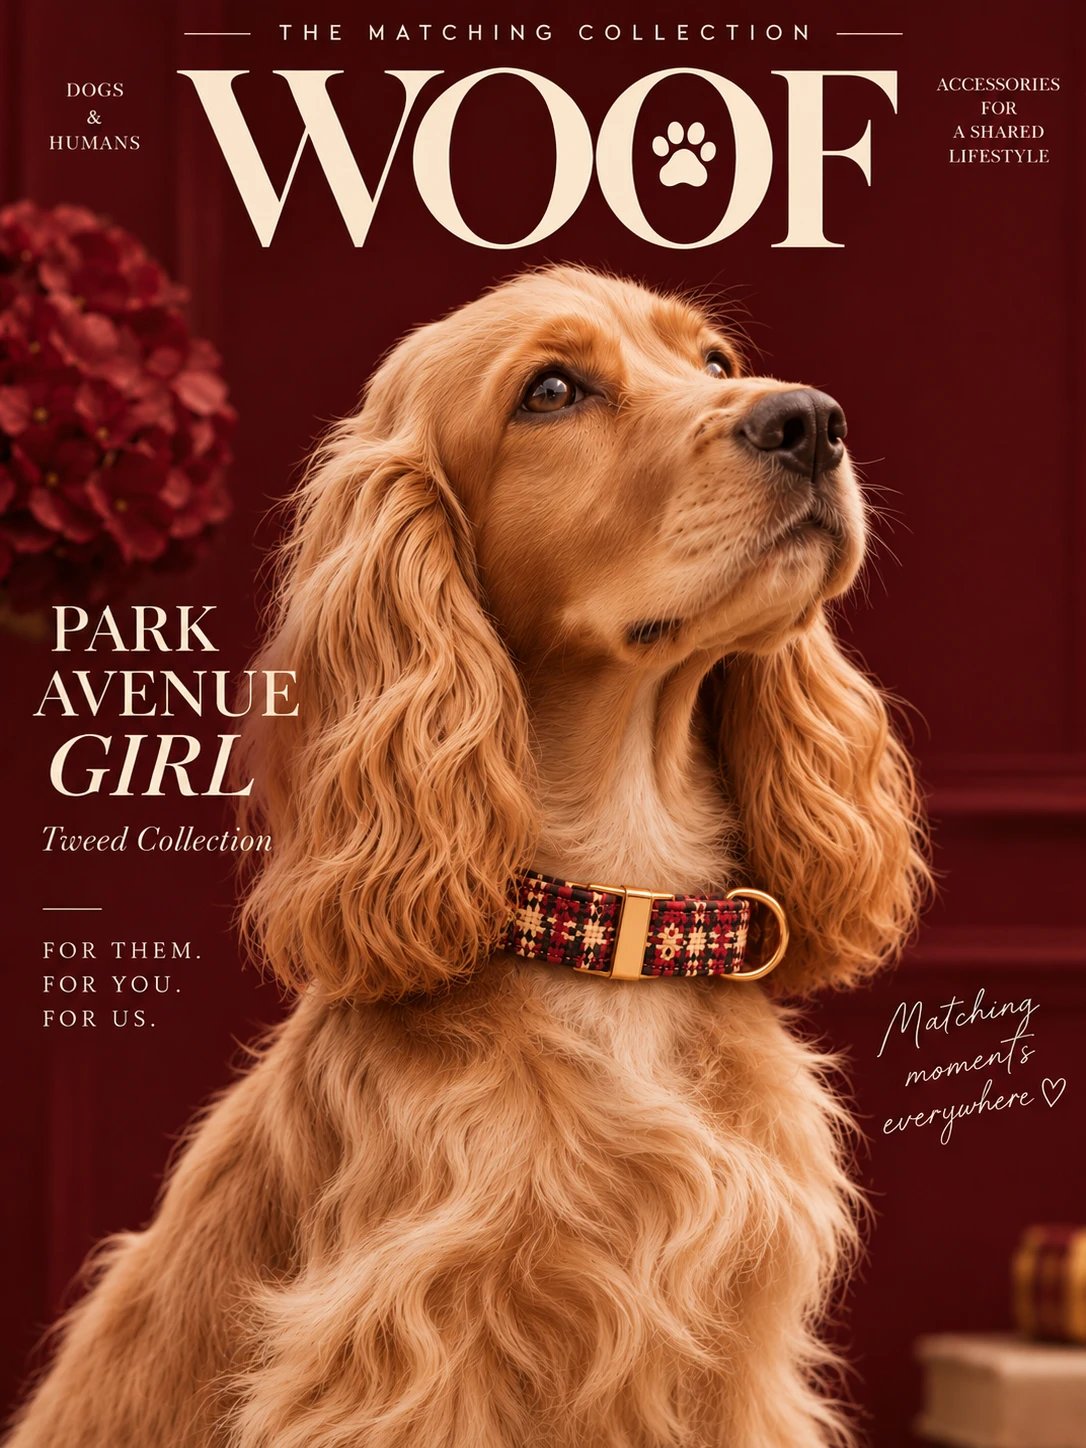 THE MATCHING COLLECTION
DOGS
&
HUMANS
WOOF
ACCESSORIES
FOR
A SHARED
LIFESTYLE
PARK
AVENUE
GIRL
Tweed Collection
FOR THEM.
FOR YOU.
FOR US.
Matching
moments
everywhere ♡